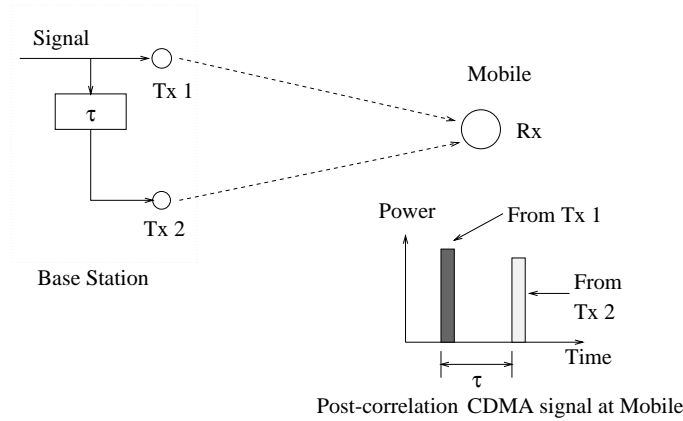 Signal
Tx 1
τ
Tx 2
Base Station
Mobile
Rx
Power
From Tx 1
From
Tx 2
Time
τ
Post-correlation CDMA signal at Mobile